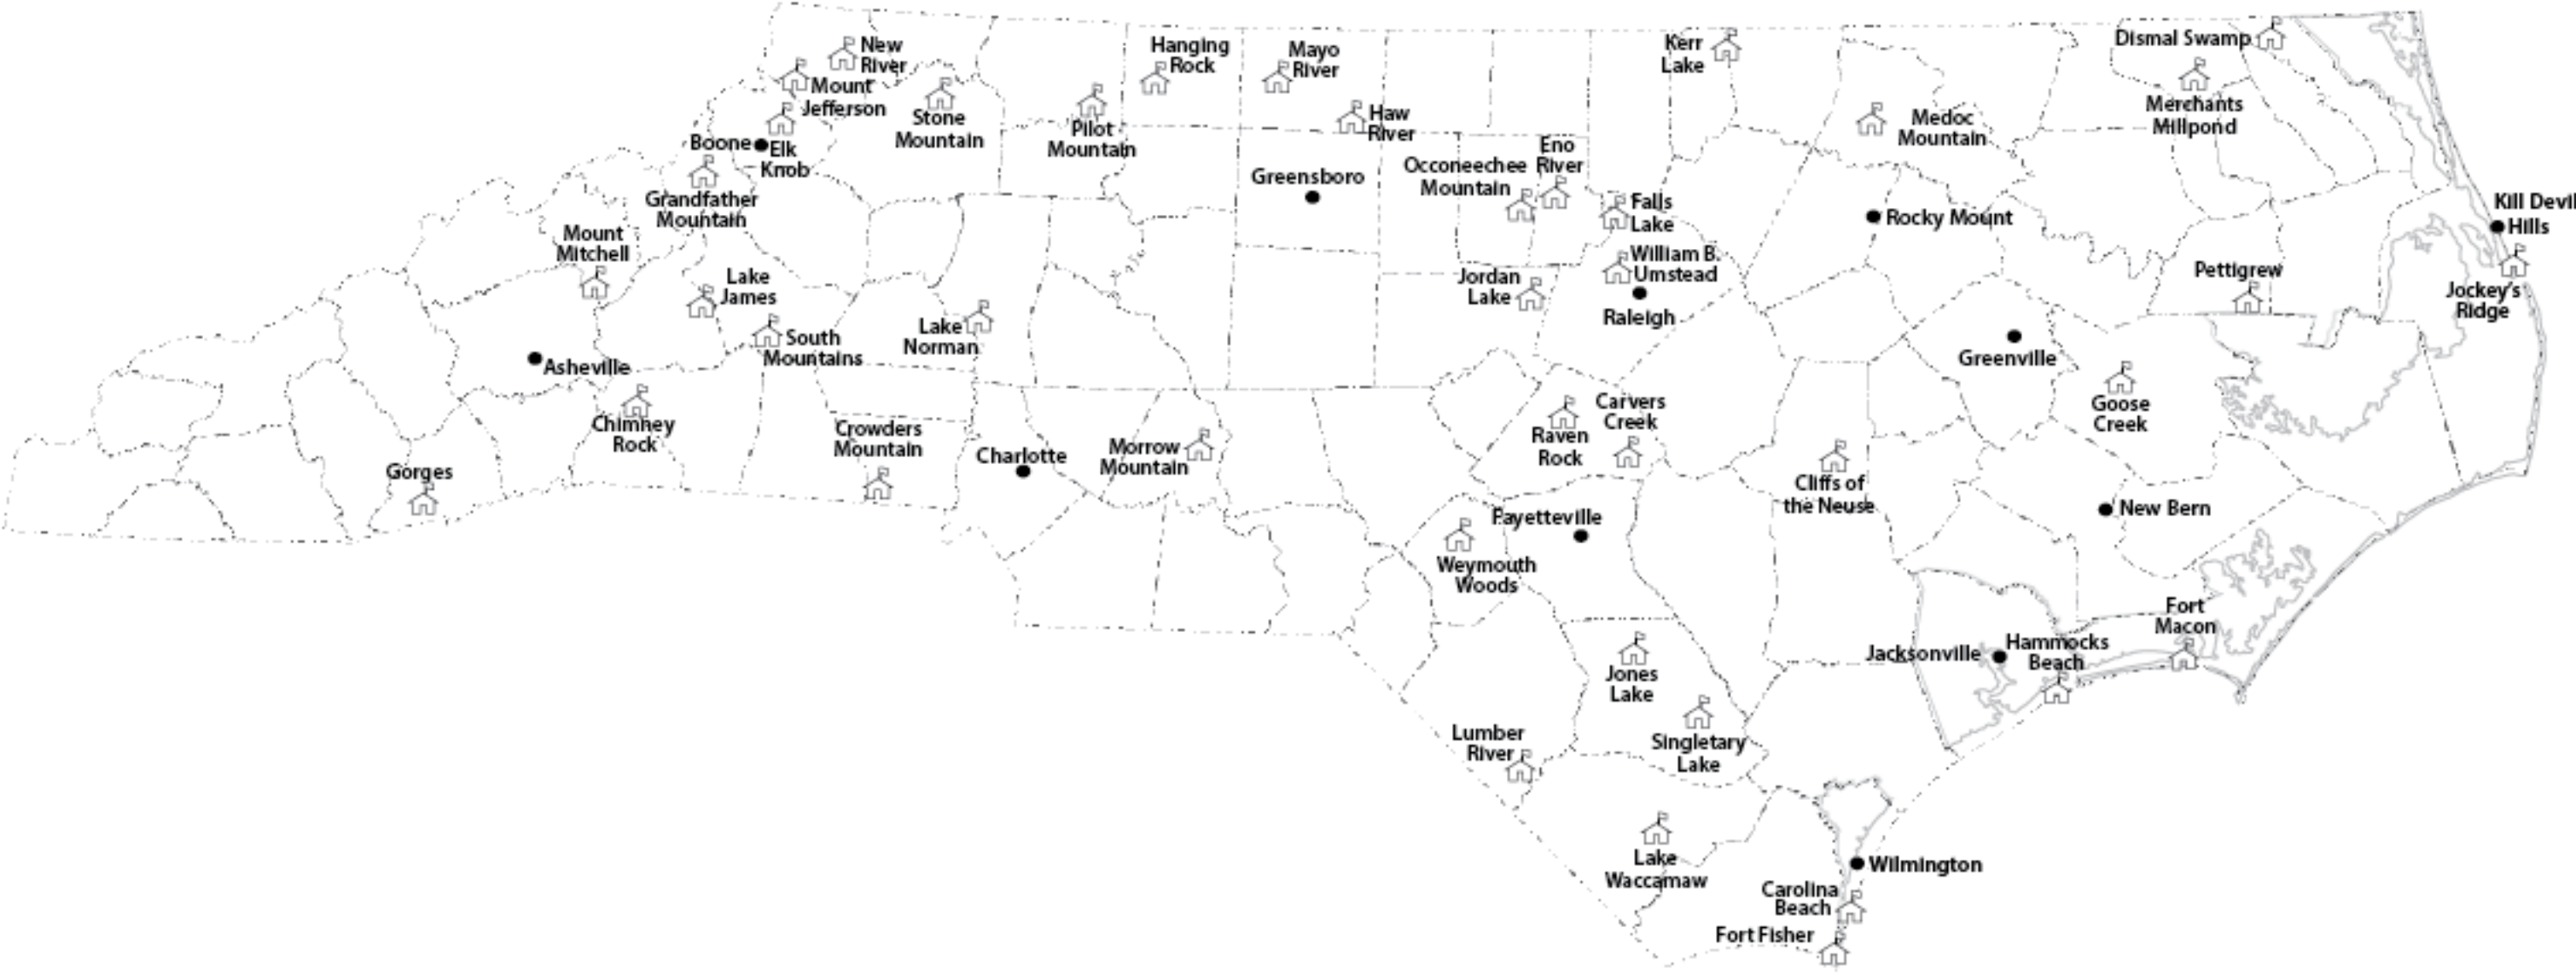 New
River
Mount
Jefferson
Stone
Mountain
Boone
Elk
Knob
Grandfather
Mountain
Mount
Mitchell
Lake
James
South
Mountains
Asheville
Chimney
Rock
Gorges
Crowders
Mountain
Lake
Norman
Charlotte
Morrow
Mountain
Pilot
Mountain
Hanging
Rock
Mayo
River
Haw
River
Greensboro
Occoneechee
Mountain
Eno
River
Kerr
Lake
Falls
Lake
William B.
Umstead
Jordan
Lake
Raleigh
Medoc
Mountain
Rocky Mount
Dismal Swamp
Merchants
Millpond
Kill Devil
Hills
Jockey's
Ridge
Pettigrew
Greenville
Goose
Creek
Raven
Rock
Carvers
Creek
Cliffs of
the Neuse
New Bern
Fayetteville
Weymouth
Woods
Jones
Lake
Singletary
Lake
Lumber
River
Lake
Waccamaw
Jacksonville
Hammocks
Beach
Fort
Macon
Wilmington
Carolina
Beach
Fort Fisher